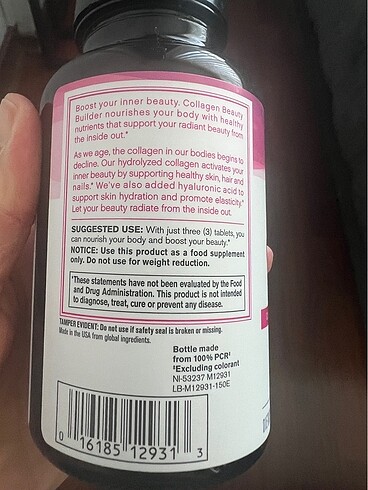 Boost your inner beauty. Collagen Beauty
Builder nourishes your body with healthy
nutrients that support your radiant beauty from
the inside out.*
As we age, the collagen in our bodies begins to
decline. Our hydrolyzed collagen activates your
inner beauty by supporting healthy skin, hair and
nails.* We've also added hyaluronic acid to
support skin hydration and promote elasticity*
Let your beauty radiate from the inside out.
SUGGESTED USE: With just three (3) tablets, you
can nourish your body and boost your beauty.*
NOTICE: Use this product as a food supplement
only. Do not use for weight reduction.
*These statements have not been evaluated by the Food
and Drug Administration. This product is not intended
to diagnose, treat, cure or prevent any disease.
TAMPER EVIDENT: Do not use if safety seal is broken or missing.
Made in the USA from global ingredients.
Bottle made
from 100% PCR‡
‡Excluding colorant
NI-53237 M12931
LB-M12931-150E
0 16185 12931 3